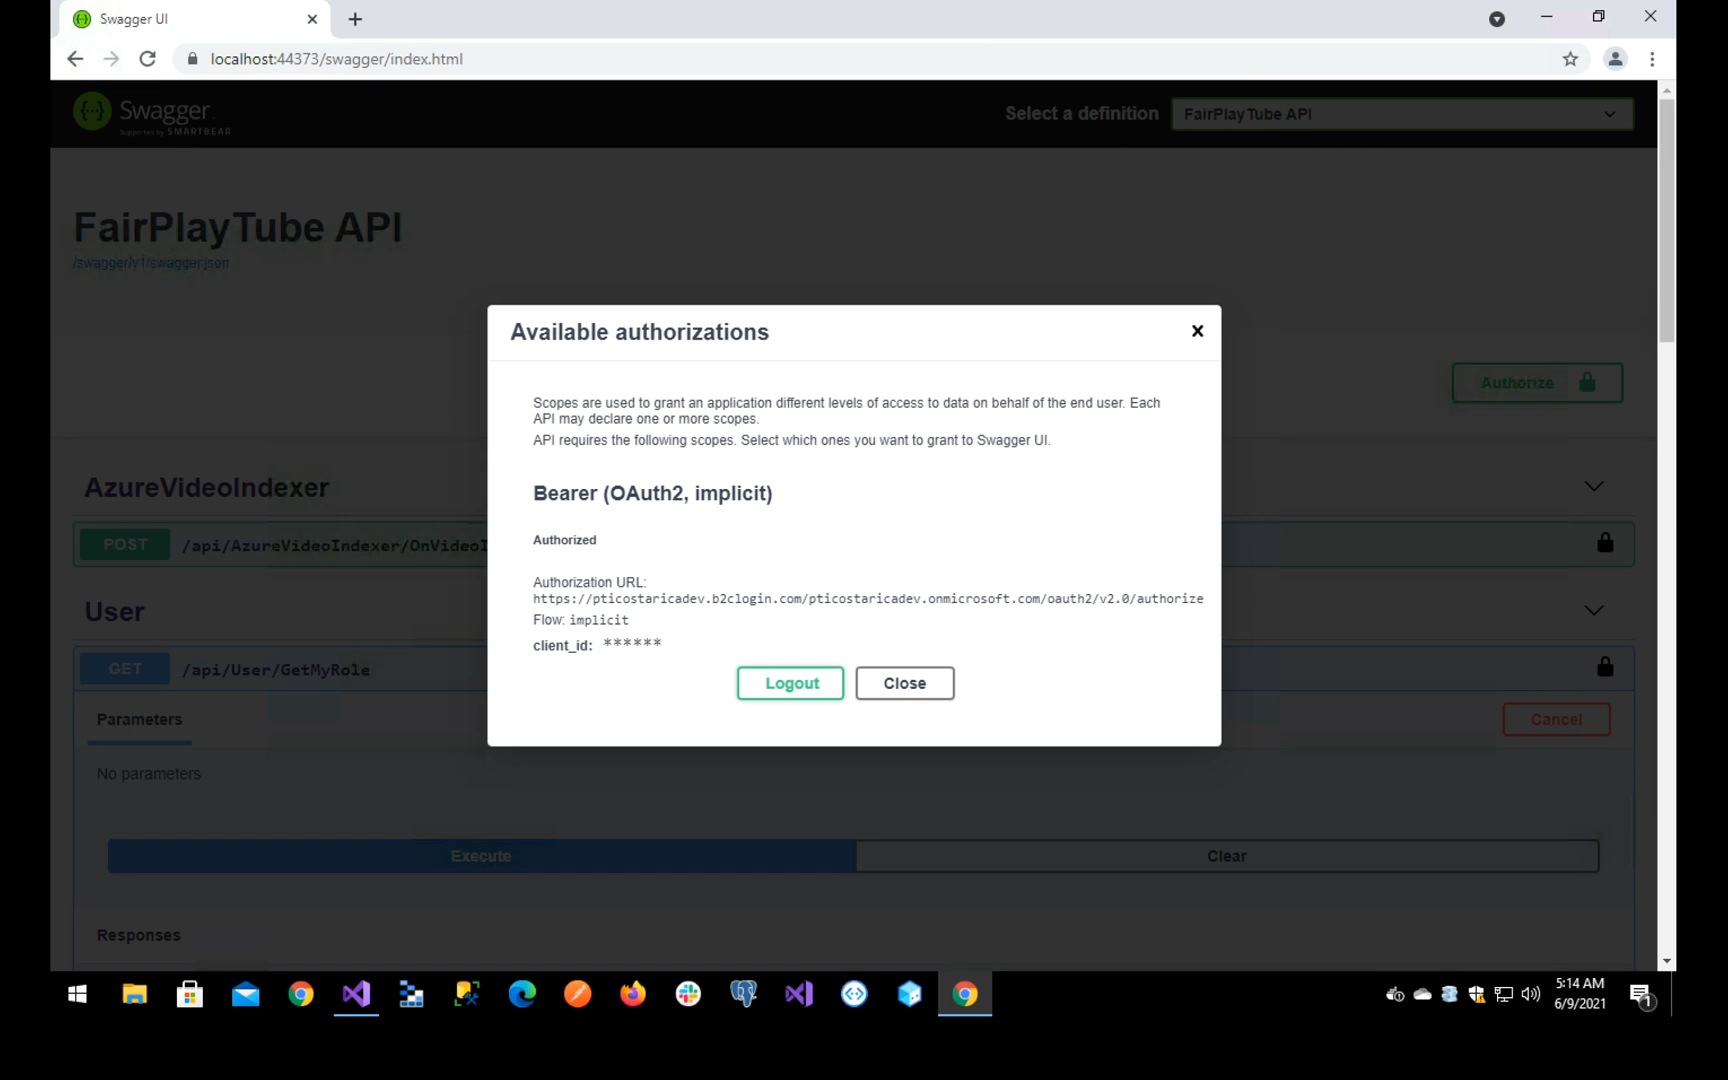 Swagger UI
localhost:44373/swagger/index.html
Swagger
Supported by SMARTBEAR
Select a definition
FairPlayTube API
FairPlayTube API
/swagger/v1/swagger.json
Authorize
Available authorizations
Scopes are used to grant an application different levels of access to data on behalf of the end user. Each
API may declare one or more scopes.
API requires the following scopes. Select which ones you want to grant to Swagger UI.
Bearer (OAuth2, implicit)
Authorized
Authorization URL:
https://pticostaricadev.b2clogin.com/pticostaricadev.onmicrosoft.com/oauth2/v2.0/authorize
Flow: implicit
client_id: ******
Logout
Close
AzureVideoIndexer
POST /api/AzureVideoIndexer/OnVideoI
User
GET /api/User/GetMyRole
Parameters
Cancel
No parameters
Execute
Clear
Responses
5:14 AM
6/9/2021
1